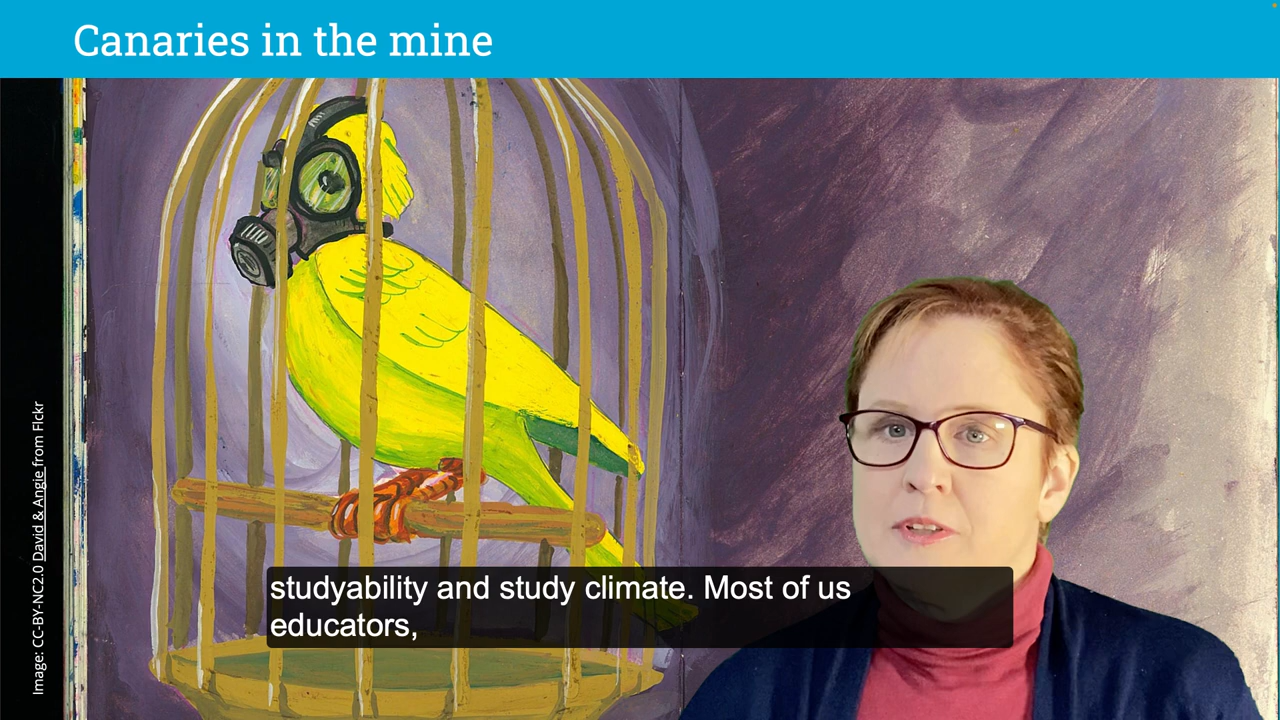 Canaries in the mine
Image: CC-BY-NC2.0 David & Angie from Flckr
studyability and study climate. Most of us
educators,